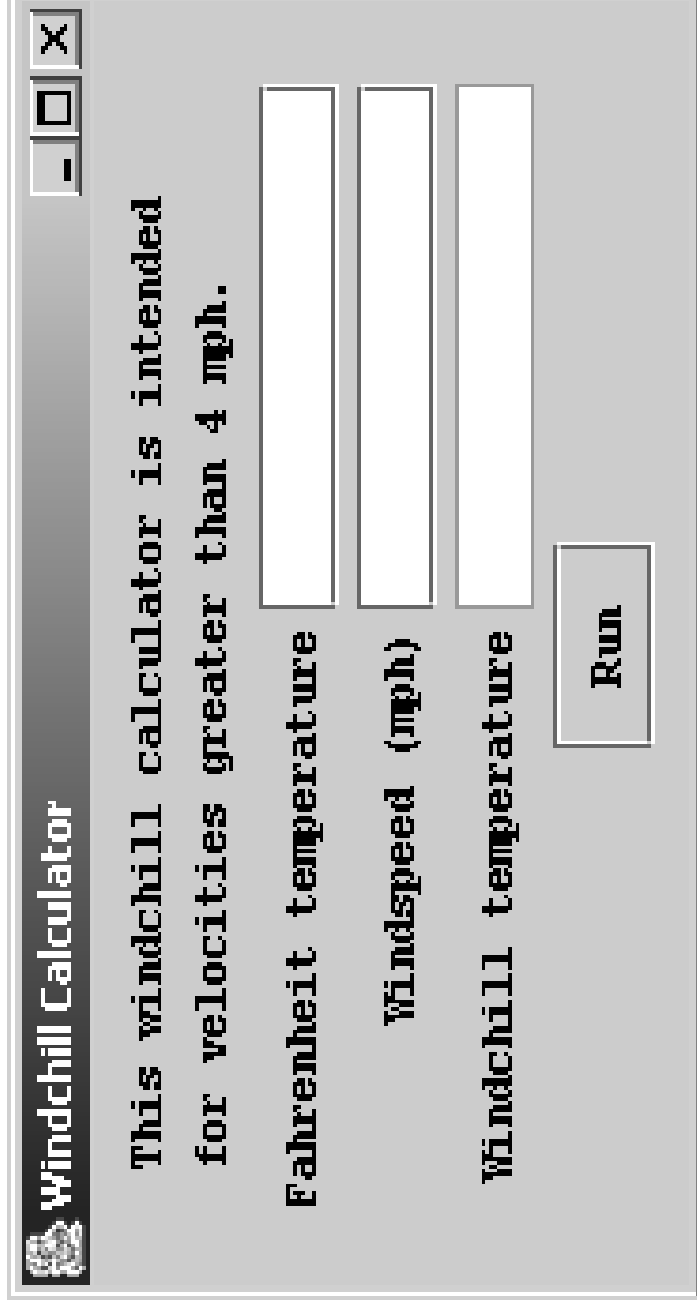 Windchill Calculator
This windchill calculator is intended
for velocities greater than 4 mph.
Fahrenheit temperature
Windspeed (mph)
Windchill temperature
Run